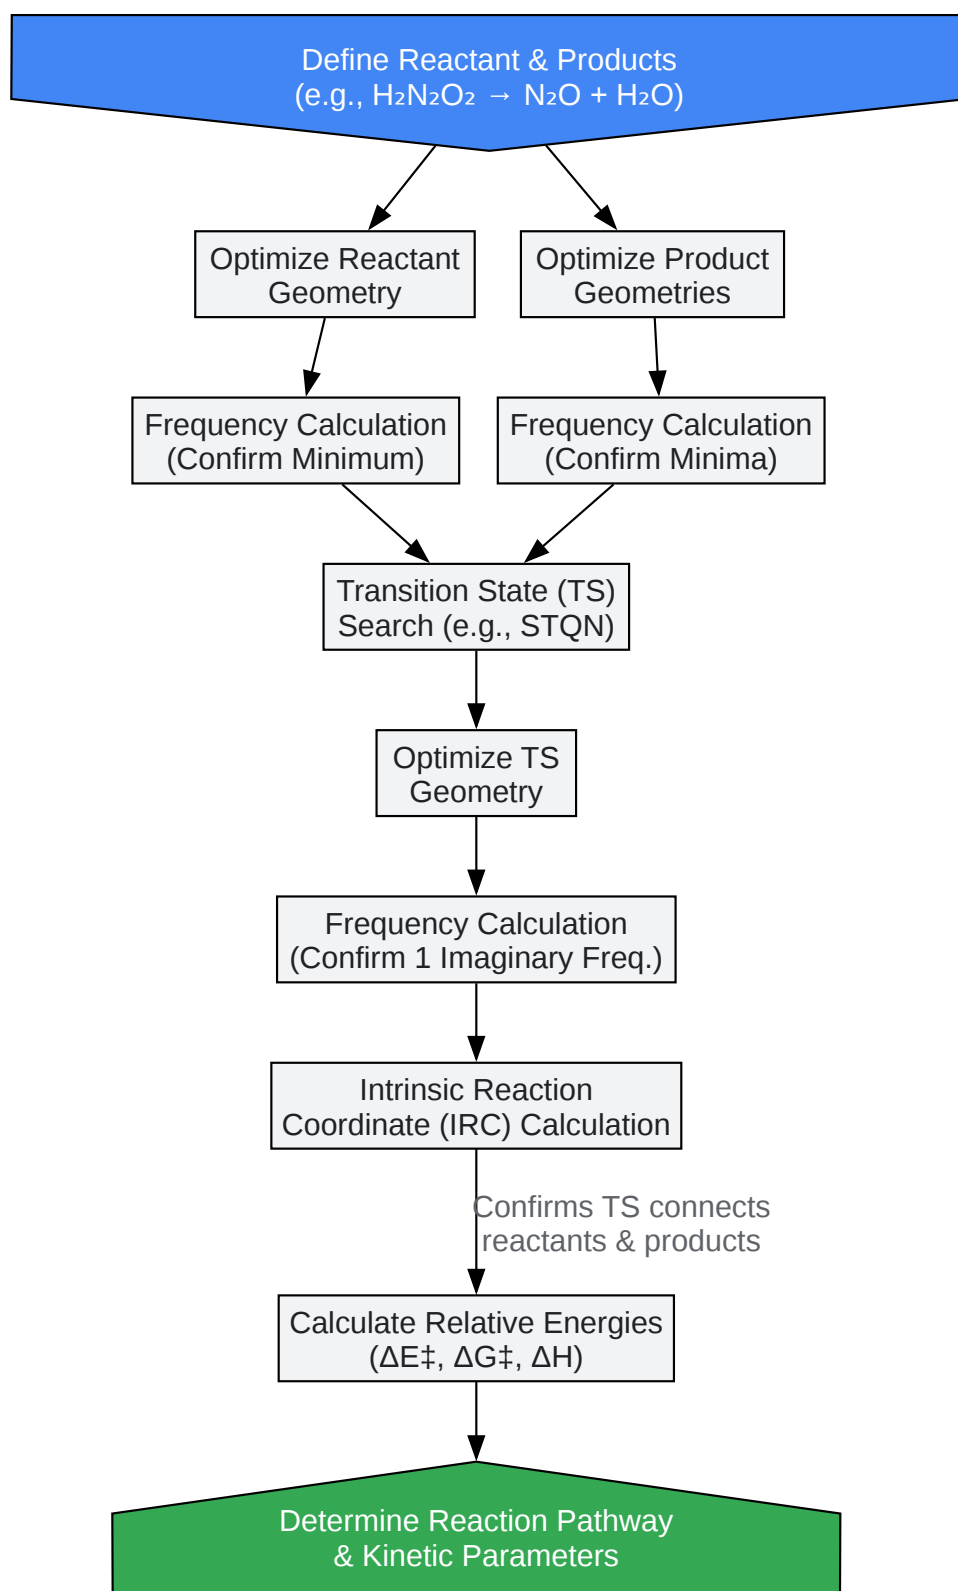 Define Reactant & Products
(e.g., H₂N₂O₂ → N₂O + H₂O)
Optimize Reactant
Geometry
Optimize Product
Geometries
Frequency Calculation
(Confirm Minimum)
Frequency Calculation
(Confirm Minima)
Transition State (TS)
Search (e.g., STQN)
Optimize TS
Geometry
Frequency Calculation
(Confirm 1 Imaginary Freq.)
Intrinsic Reaction
Coordinate (IRC) Calculation
Confirms TS connects
reactants & products
Calculate Relative Energies
(ΔE‡, ΔG‡, ΔH)
Determine Reaction Pathway
& Kinetic Parameters